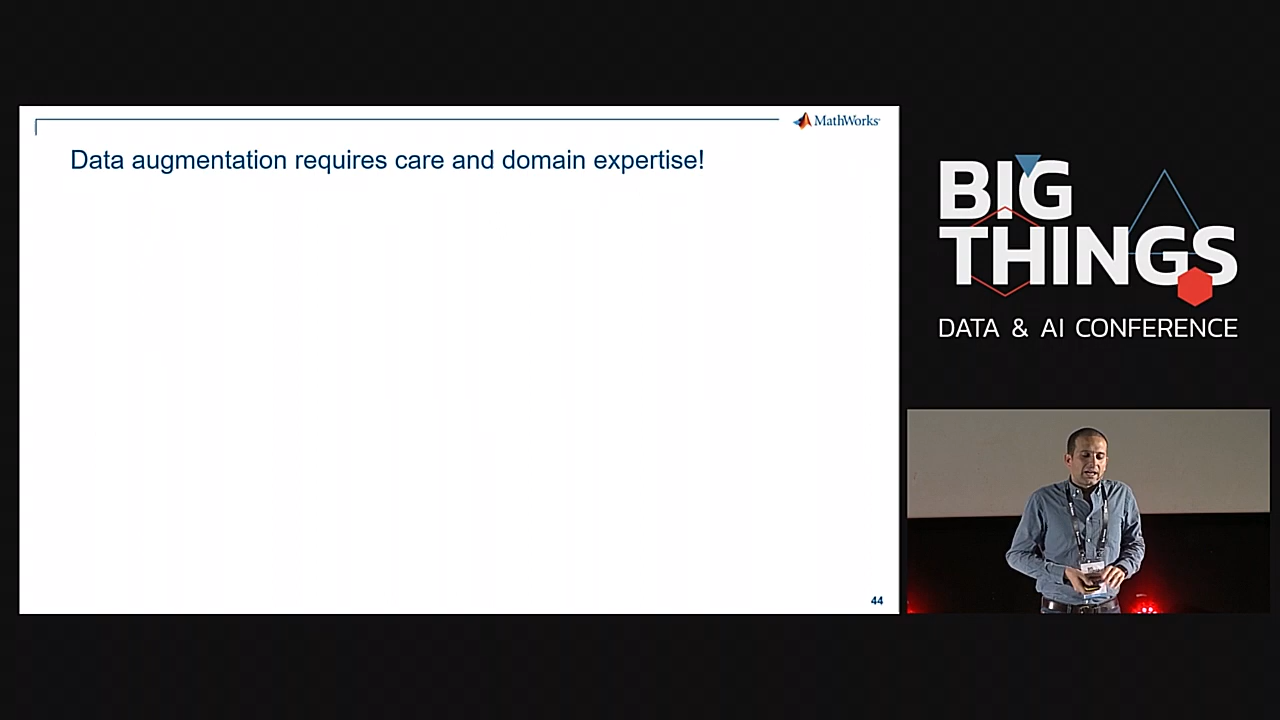 MathWorks
Data augmentation requires care and domain expertise!
44
BIG
THINGS
DATA & AI CONFERENCE